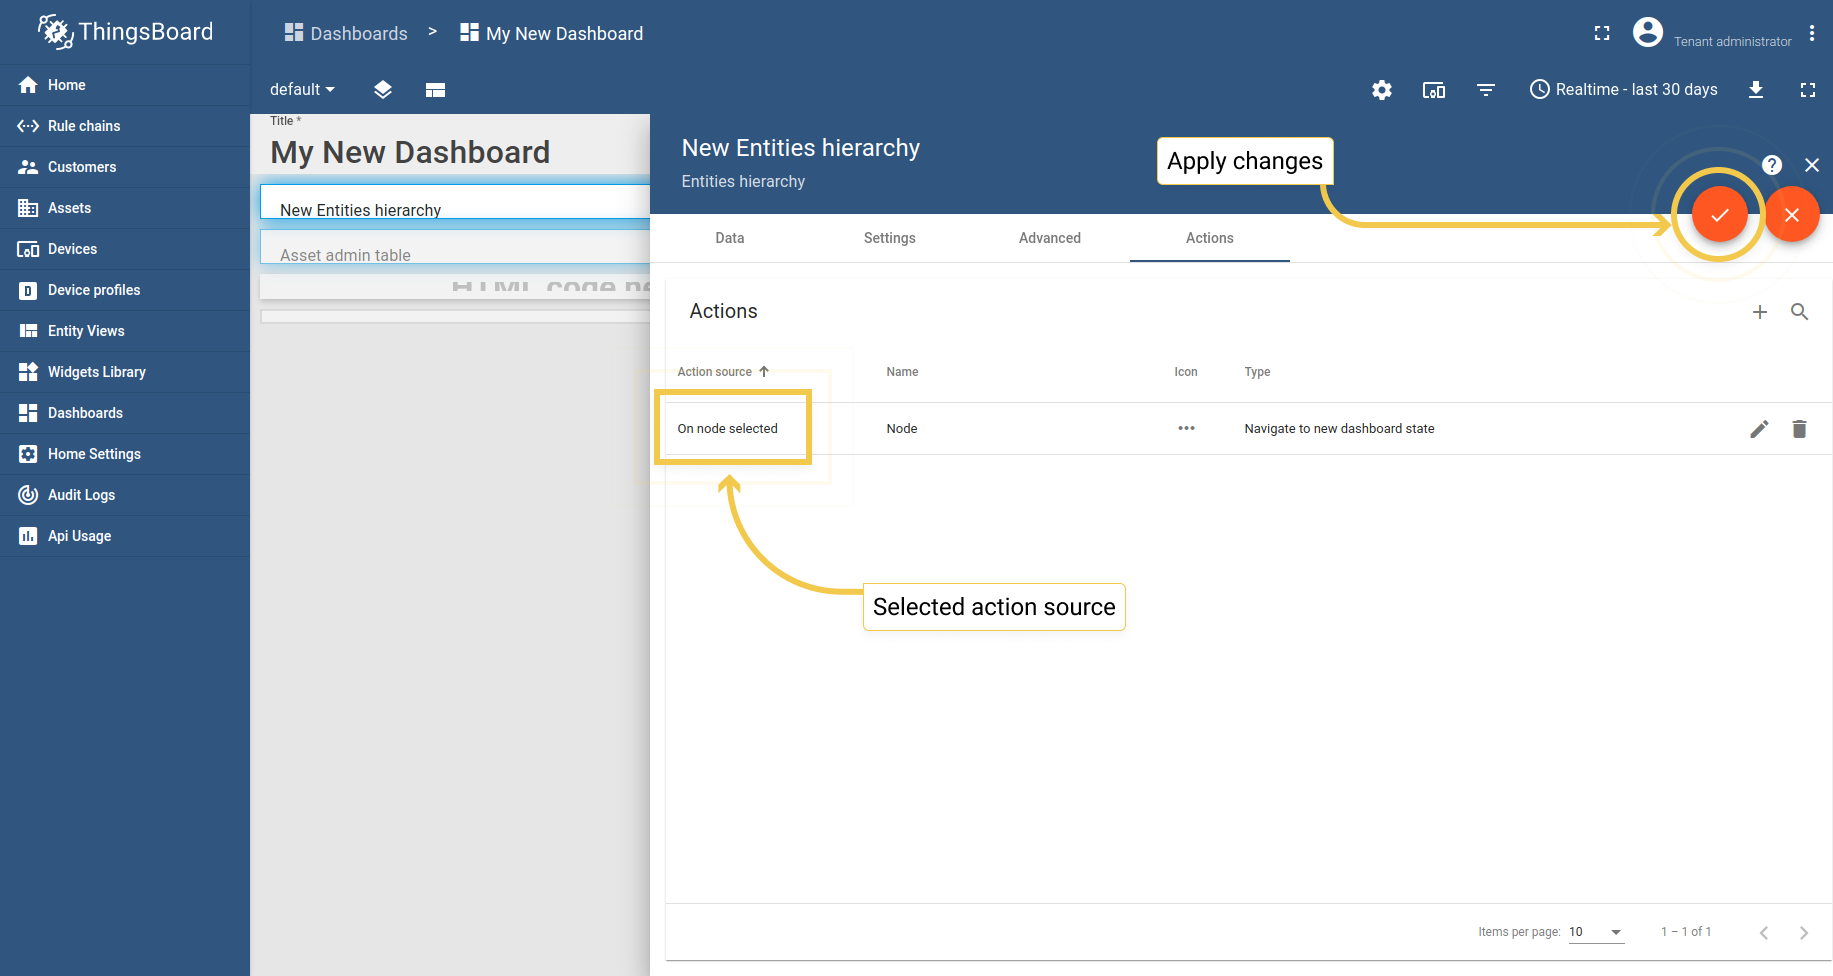 ThingsBoard
Dashboards > My New Dashboard
Tenant administrator
Home
Rule chains
Customers
Assets
Devices
Device profiles
Entity Views
Widgets Library
Dashboards
Home Settings
Audit Logs
Api Usage
default
Realtime - last 30 days
Title *
My New Dashboard
New Entities hierarchy
Asset admin table
HTML code
New Entities hierarchy
Entities hierarchy
Apply changes
Data Settings Advanced Actions
Actions
Action source Name Icon Type
On node selected Node Navigate to new dashboard state
Selected action source
Items per page: 10 1 – 1 of 1